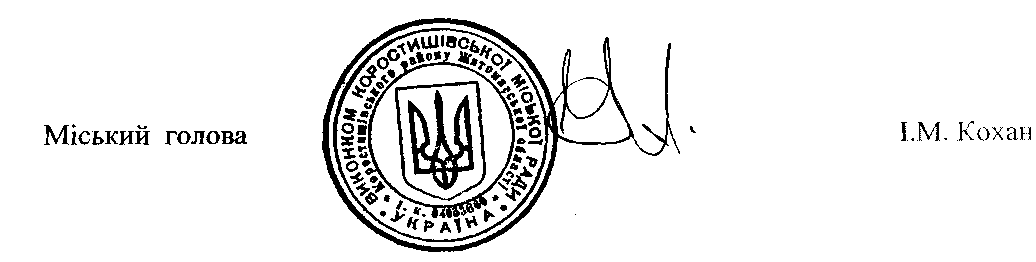 Міський голова
ВИКОНКОМ КОРОСТИШІВСЬКОЇ МІСЬКОЇ РАДИ
Коростишівського району Житомирської області
УКРАЇНА
І.М. Кохан